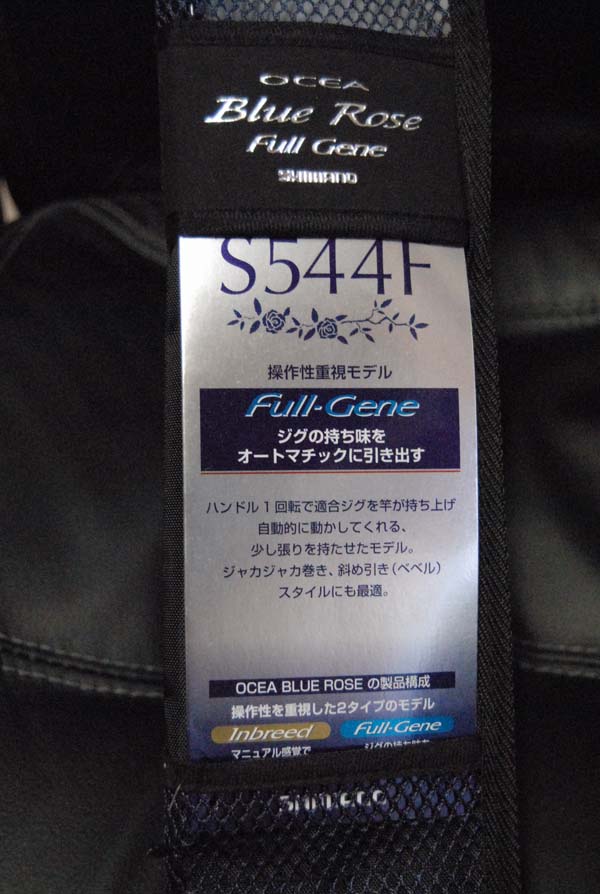 OCEA
Blue Rose
Full Gene
SHIMANO
S544F
操作性重視モデル
Full-Gene
ジグの持ち味を
オートマチックに引き出す
ハンドル1回転で適合ジグを竿が持ち上げ
自動的に動かしてくれる、
少し張りを持たせたモデル。
ジャカジャカ巻き、斜め引き(ベベル)
スタイルにも最適。
OCEA BLUE ROSE の製品構成
操作性を重視した2タイプのモデル
Inbreed Full-Gene
マニュアル感覚で ジグの持ち味を